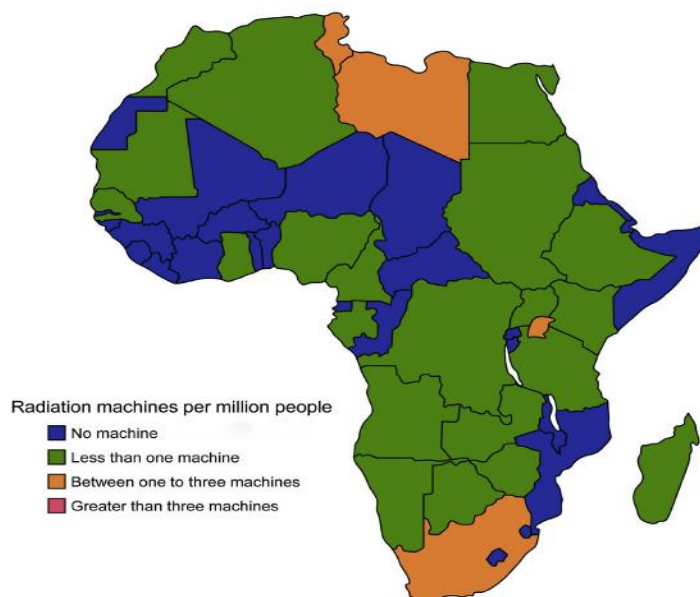 Radiation machines per million people
No machine
Less than one machine
Between one to three machines
Greater than three machines